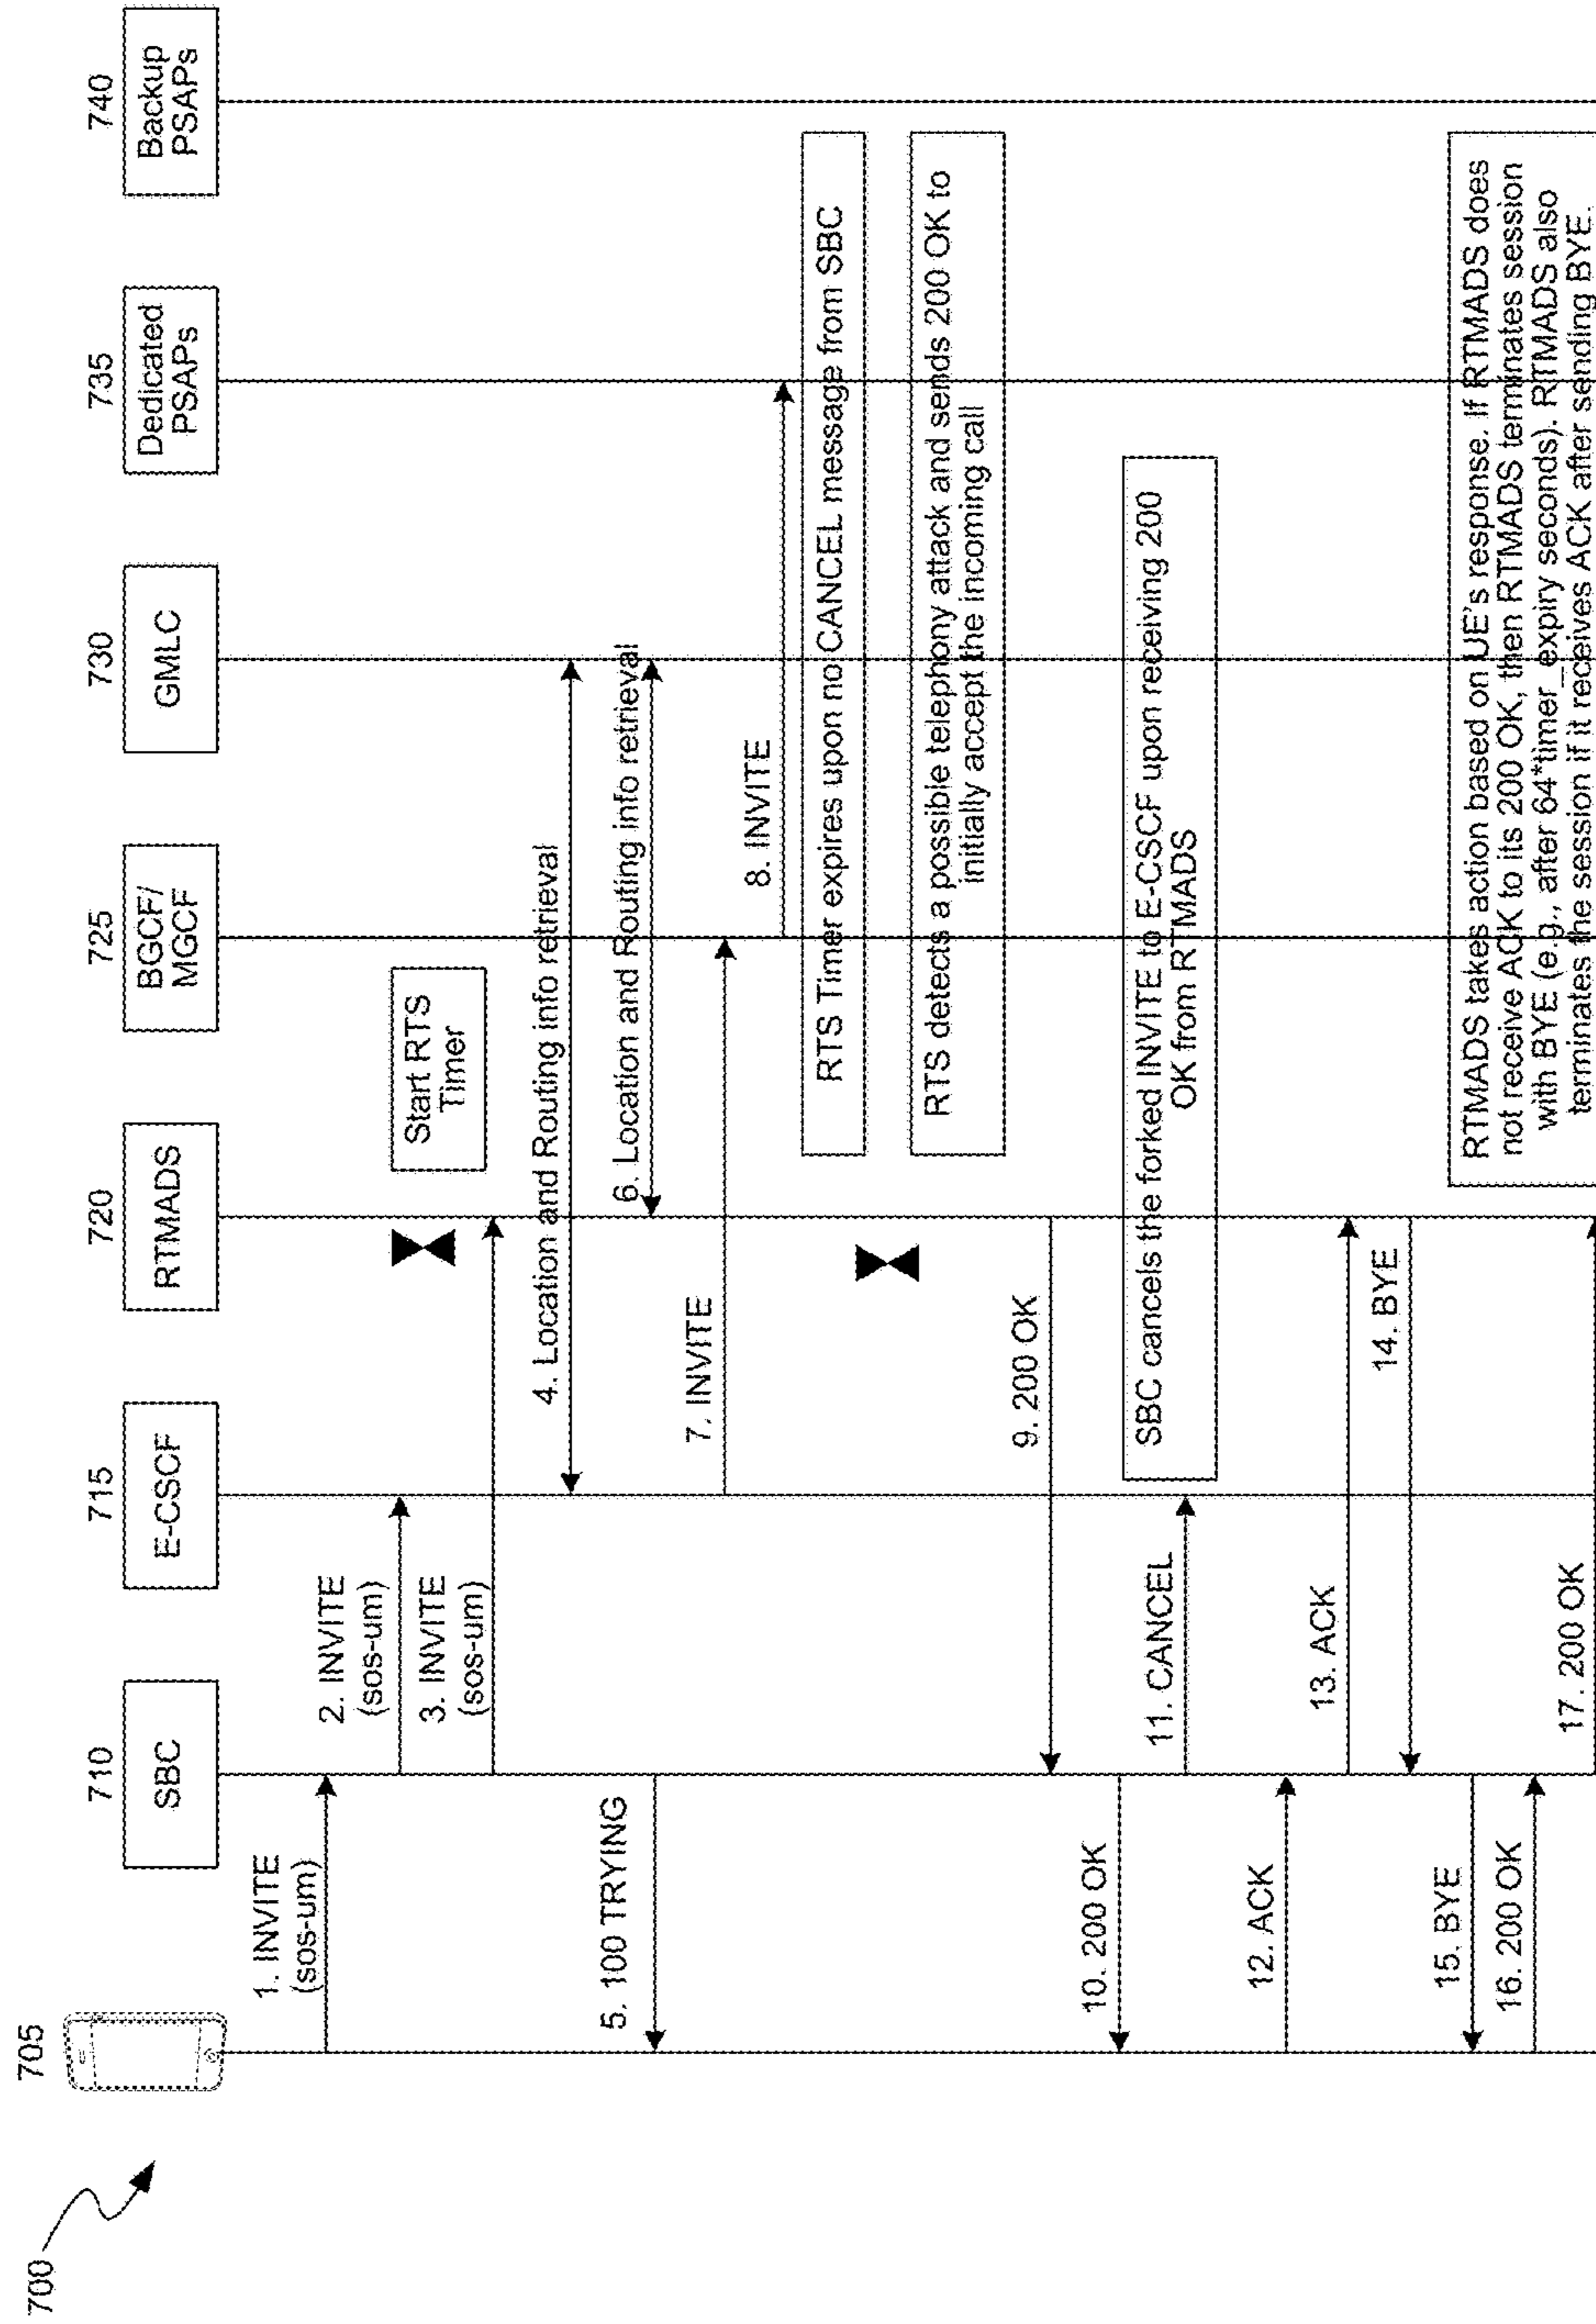 700
705
710
SBC
715
E-CSCF
720
RTMADS
725
BGCF/
MGCF
730
GMLC
735
Dedicated
PSAPs
740
Backup
PSAPs
1. INVITE
(sos-um)
2. INVITE
(sos-um)
3. INVITE
(sos-um)
Start RTS
Timer
4. Location and Routing info retrieval
5. 100 TRYING
6. Location and Routing info retrieval
7. INVITE
8. INVITE
RTS Timer expires upon no CANCEL message from SBC
RTS detects a possible telephony attack and sends 200 OK to
initially accept the incoming call
9. 200 OK
10. 200 OK
SBC cancels the forked INVITE to E-CSCF upon receiving 200
OK from RTMADS
11. CANCEL
12. ACK
13. ACK
14. BYE
15. BYE
16. 200 OK
17. 200 OK
RTMADS takes action based on UE's response. If RTMADS does
not receive ACK to its 200 OK, then RTMADS terminates session
with BYE (e.g., after 64*timer_expiry seconds). RTMADS also
terminates the session if it receives ACK after sending BYE.